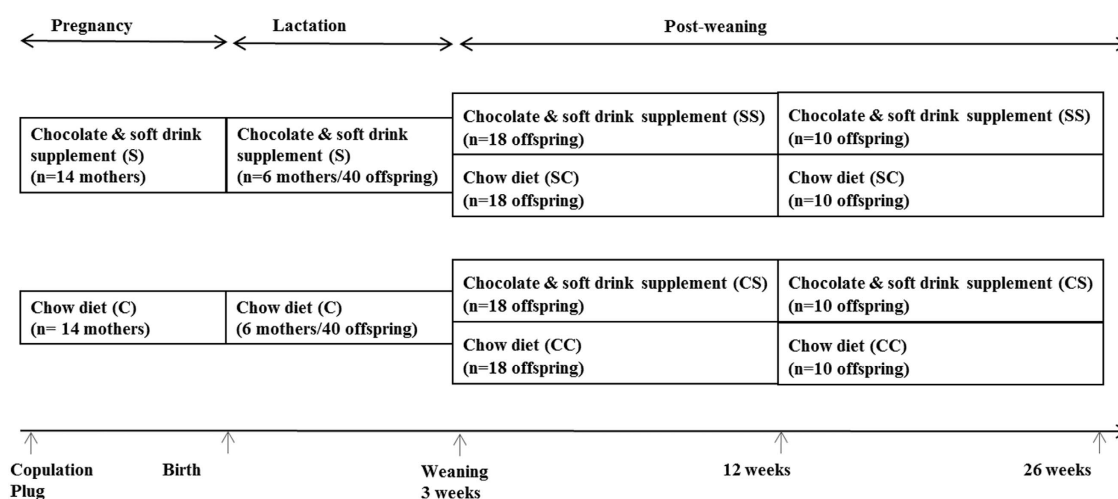 Pregnancy
Lactation
Post-weaning
Chocolate & soft drink
supplement (S)
(n=14 mothers)
Chocolate & soft drink
supplement (S)
(n=6 mothers/40 offspring)
Chocolate & soft drink supplement (SS)
(n=18 offspring)
Chocolate & soft drink supplement (SS)
(n=10 offspring)
Chow diet (SC)
(n=18 offspring)
Chow diet (SC)
(n=10 offspring)
Chow diet (C)
(n= 14 mothers)
Chow diet (C)
(6 mothers/40 offspring)
Chocolate & soft drink supplement (CS)
(n=18 offspring)
Chocolate & soft drink supplement (CS)
(n=10 offspring)
Chow diet (CC)
(n=18 offspring)
Chow diet (CC)
(n=10 offspring)
Copulation
Plug
Birth
Weaning
3 weeks
12 weeks
26 weeks